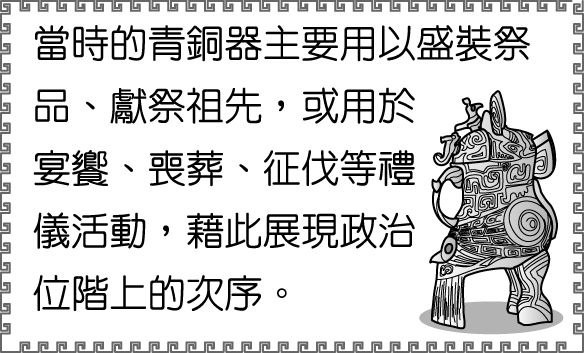 當時的青銅器主要用以盛裝祭
品、獻祭祖先，或用於
宴饗、喪葬、征伐等禮
儀活動，藉此展現政治
位階上的次序。